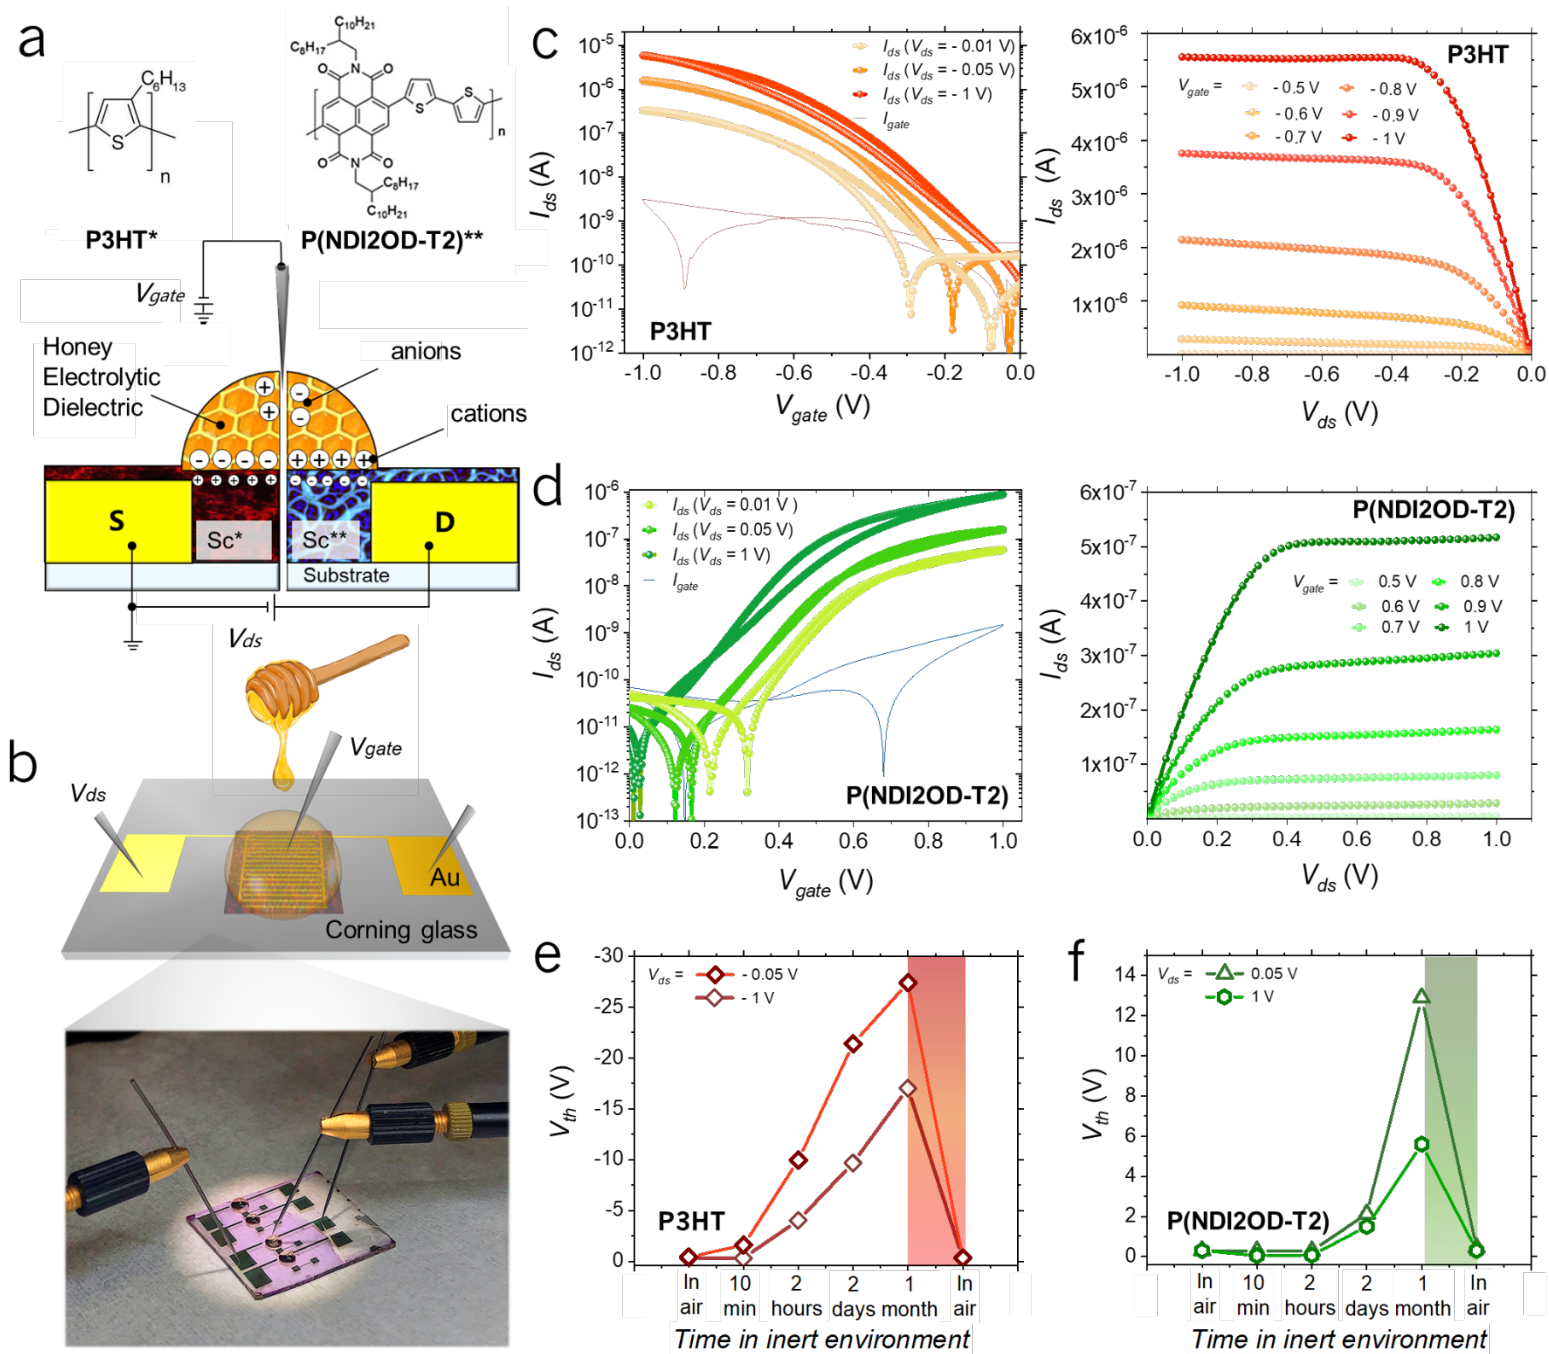 a
C10H21
C8H17
C6H13
S
n
O
N
O
S
S
n
O
N
O
C8H17
C10H21
P3HT*
P(NDI2OD-T2)**
Vgate
Honey
Electrolytic
Dielectric
anions
cations
+
+
-
-
- - - - + + + +
+ + + + + - - - - -
S
D
Sc*
Sc**
Substrate
Vds
b
Vgate
Vds
Au
Corning glass
c
Ids (Vds = - 0.01 V)
Ids (Vds = - 0.05 V)
Ids (Vds = - 1 V)
Igate
10-5
10-6
10-7
10-8
10-9
10-10
10-11
10-12
Ids (A)
P3HT
-1.0 -0.8 -0.6 -0.4 -0.2 0.0
Vgate (V)
6x10-6
5x10-6
4x10-6
3x10-6
2x10-6
1x10-6
Ids (A)
P3HT
Vgate =
- 0.5 V - 0.8 V
- 0.6 V - 0.9 V
- 0.7 V - 1 V
-1.0 -0.8 -0.6 -0.4 -0.2 0.0
Vds (V)
d
Ids (Vds = 0.01 V )
Ids (Vds = 0.05 V)
Ids (Vds = 1 V)
Igate
10-6
10-7
10-8
10-9
10-10
10-11
10-12
10-13
Ids (A)
P(NDI2OD-T2)
0.0 0.2 0.4 0.6 0.8 1.0
Vgate (V)
6x10-7
5x10-7
4x10-7
3x10-7
2x10-7
1x10-7
Ids (A)
P(NDI2OD-T2)
Vgate =
0.5 V 0.8 V
0.6 V 0.9 V
0.7 V 1 V
0.0 0.2 0.4 0.6 0.8 1.0
Vds (V)
e
Vds = - 0.05 V
- 1 V
-30
-25
-20
-15
-10
-5
0
Vth (V)
P3HT
In air
10 min
2 hours
2 days
1 month
In air
Time in inert environment
f
Vds = 0.05 V
1 V
14
12
10
8
6
4
2
0
Vth (V)
P(NDI2OD-T2)
In air
10 min
2 hours
2 days
1 month
In air
Time in inert environment